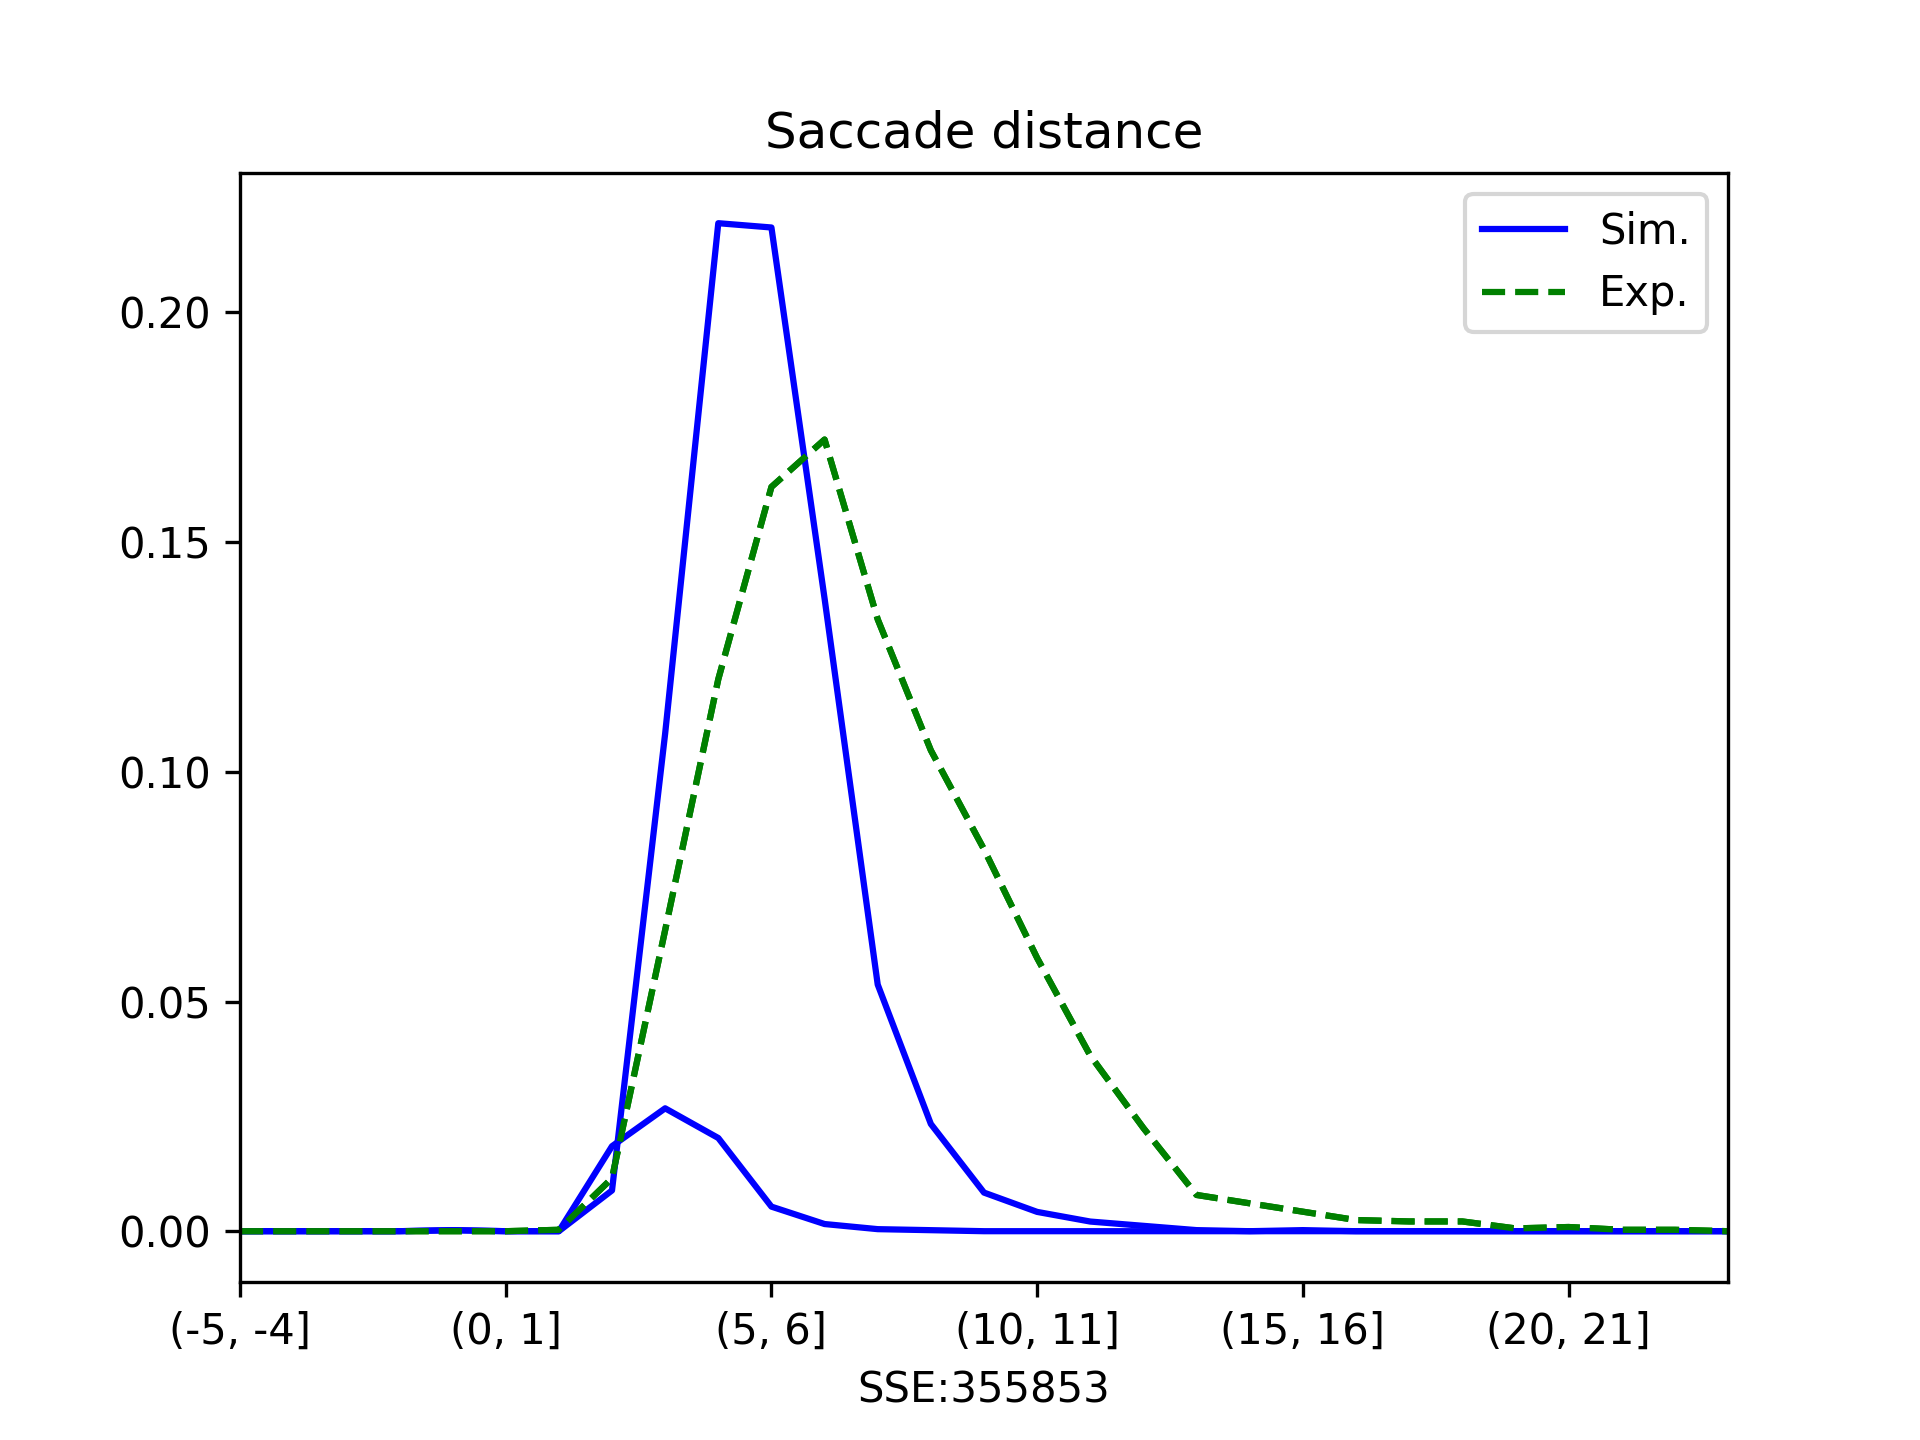 Saccade distance
Sim.
Exp.
0.20
0.15
0.10
0.05
0.00
(-5, -4] (0, 1] (5, 6] (10, 11] (15, 16] (20, 21]
SSE:355853